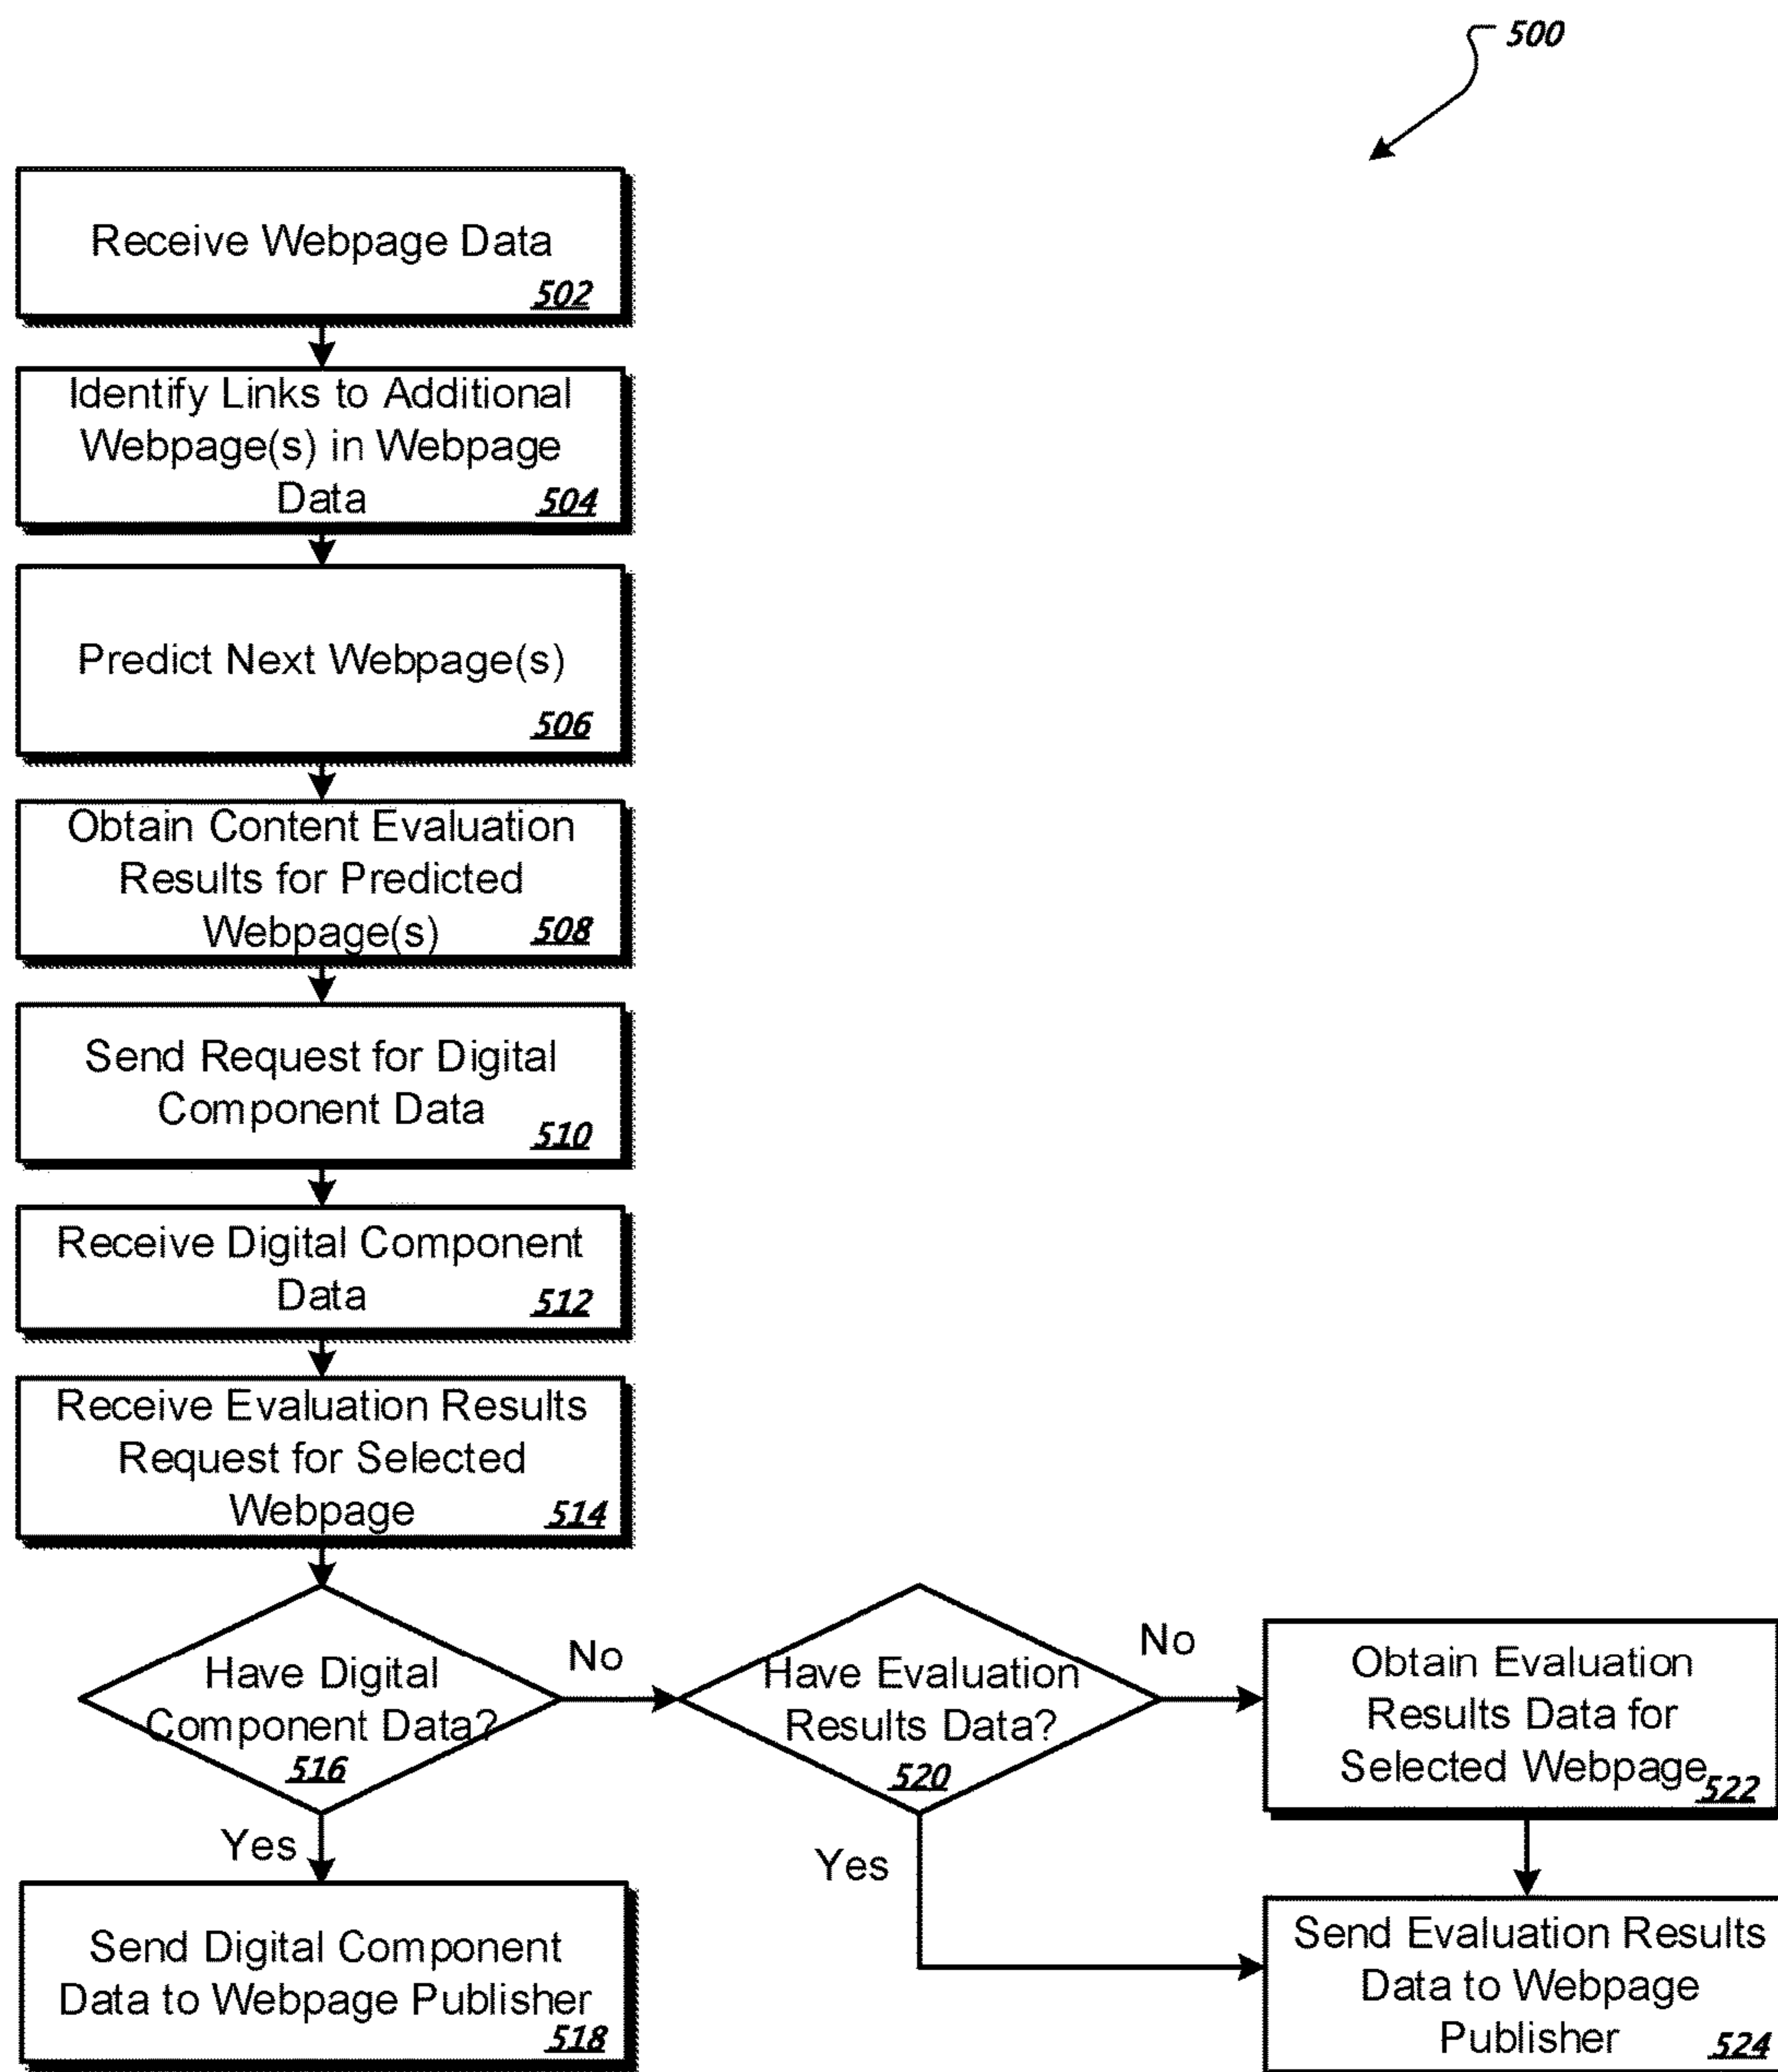 500
Receive Webpage Data
502
Identify Links to Additional
Webpage(s) in Webpage
Data
504
Predict Next Webpage(s)
506
Obtain Content Evaluation
Results for Predicted
Webpage(s)
508
Send Request for Digital
Component Data
510
Receive Digital Component
Data
512
Receive Evaluation Results
Request for Selected
Webpage
514
Have Digital
Component Data?
516
No
Have Evaluation
Results Data?
520
No
Obtain Evaluation
Results Data for
Selected Webpage
522
Yes
Yes
Send Digital Component
Data to Webpage Publisher
518
Send Evaluation Results
Data to Webpage
Publisher
524